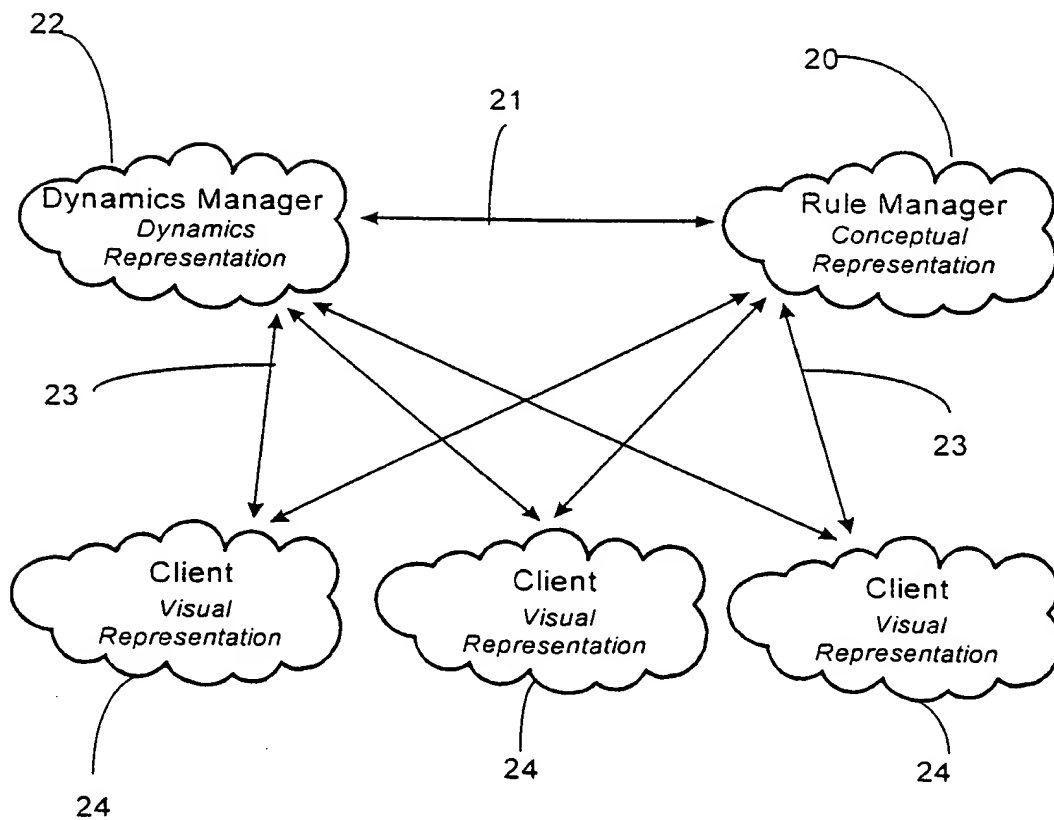 22
20
21
Dynamics Manager
Dynamics
Representation
Rule Manager
Conceptual
Representation
23
23
Client
Visual
Representation
Client
Visual
Representation
Client
Visual
Representation
24
24
24